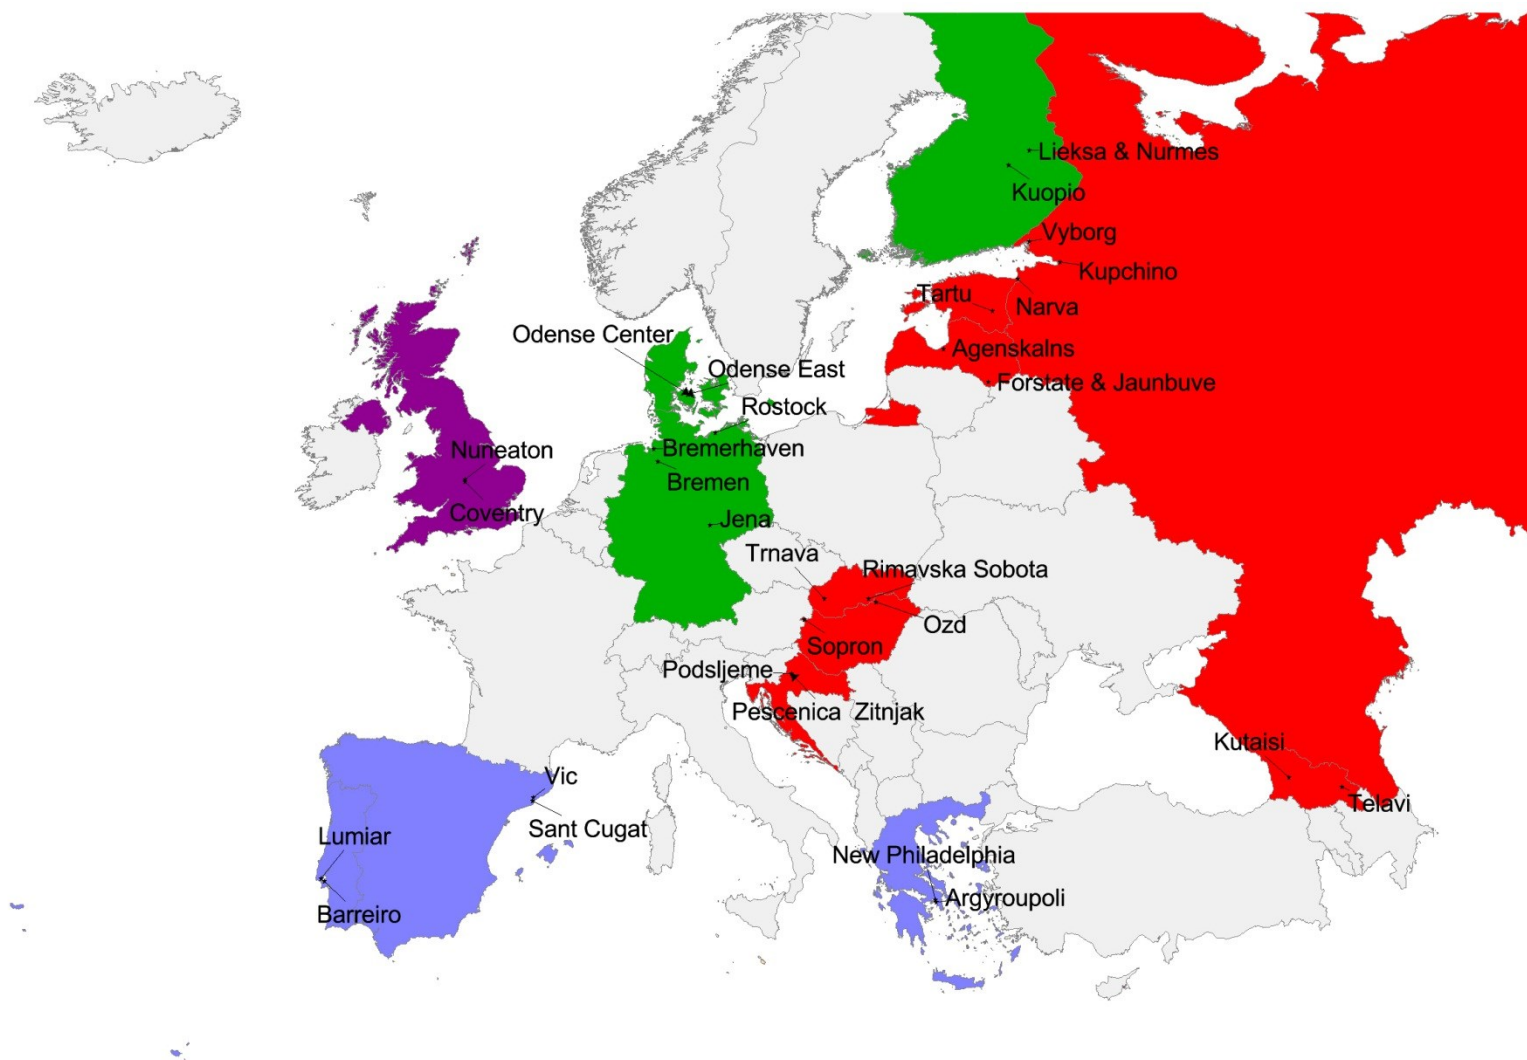 Lieksa & Nurmes
Kuopio
Vyborg
Kupchino
Tartu
Narva
Odense Center
Agenskalns
Odense East
Forstate & Jaunbuve
Rostock
Bremerhaven
Nuneaton
Bremen
Coventry
Jena
Trnava
Rimavska Sobota
Ozd
Sopron
Podsljeme
Pescenica Zitnjak
Kutaisi
Vic
Telavi
Sant Cugat
Lumiar
New Philadelphia
Argyroupoli
Barreiro